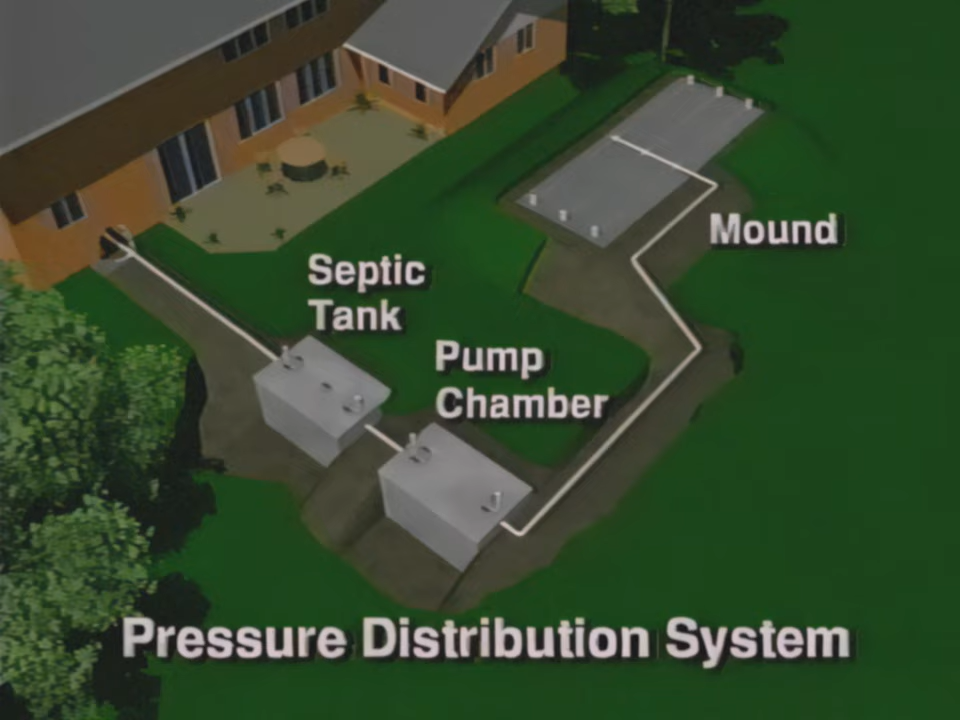 Septic
Tank
Pump
Chamber
Mound
Pressure Distribution System